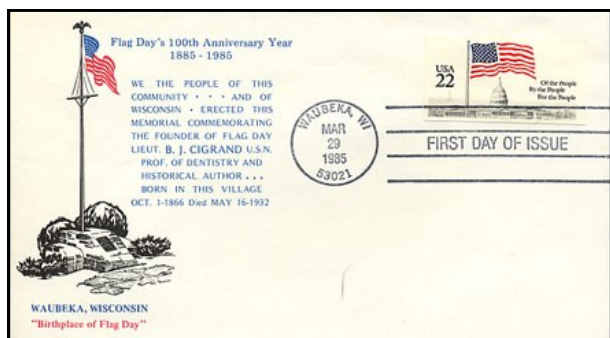 Flag Day's 100th Anniversary Year
1885 - 1985
WE THE PEOPLE OF THIS
COMMUNITY • • • AND OF
WISCONSIN • ERECTED THIS
MEMORIAL COMMEMORATING
THE FOUNDER OF FLAG DAY
LIEUT. B. J. CIGRAND U.S.N.
PROF. OF DENTISTRY AND
HISTORICAL AUTHOR . . .
BORN IN THIS VILLAGE
OCT. 1-1866 Died MAY 16-1932
WAUBEKA, WISCONSIN
"Birthplace of Flag Day"
WAUBEKA, WI
MAR
29
1985
53021
USA
22
Of the People
By the People
For the People
FIRST DAY OF ISSUE